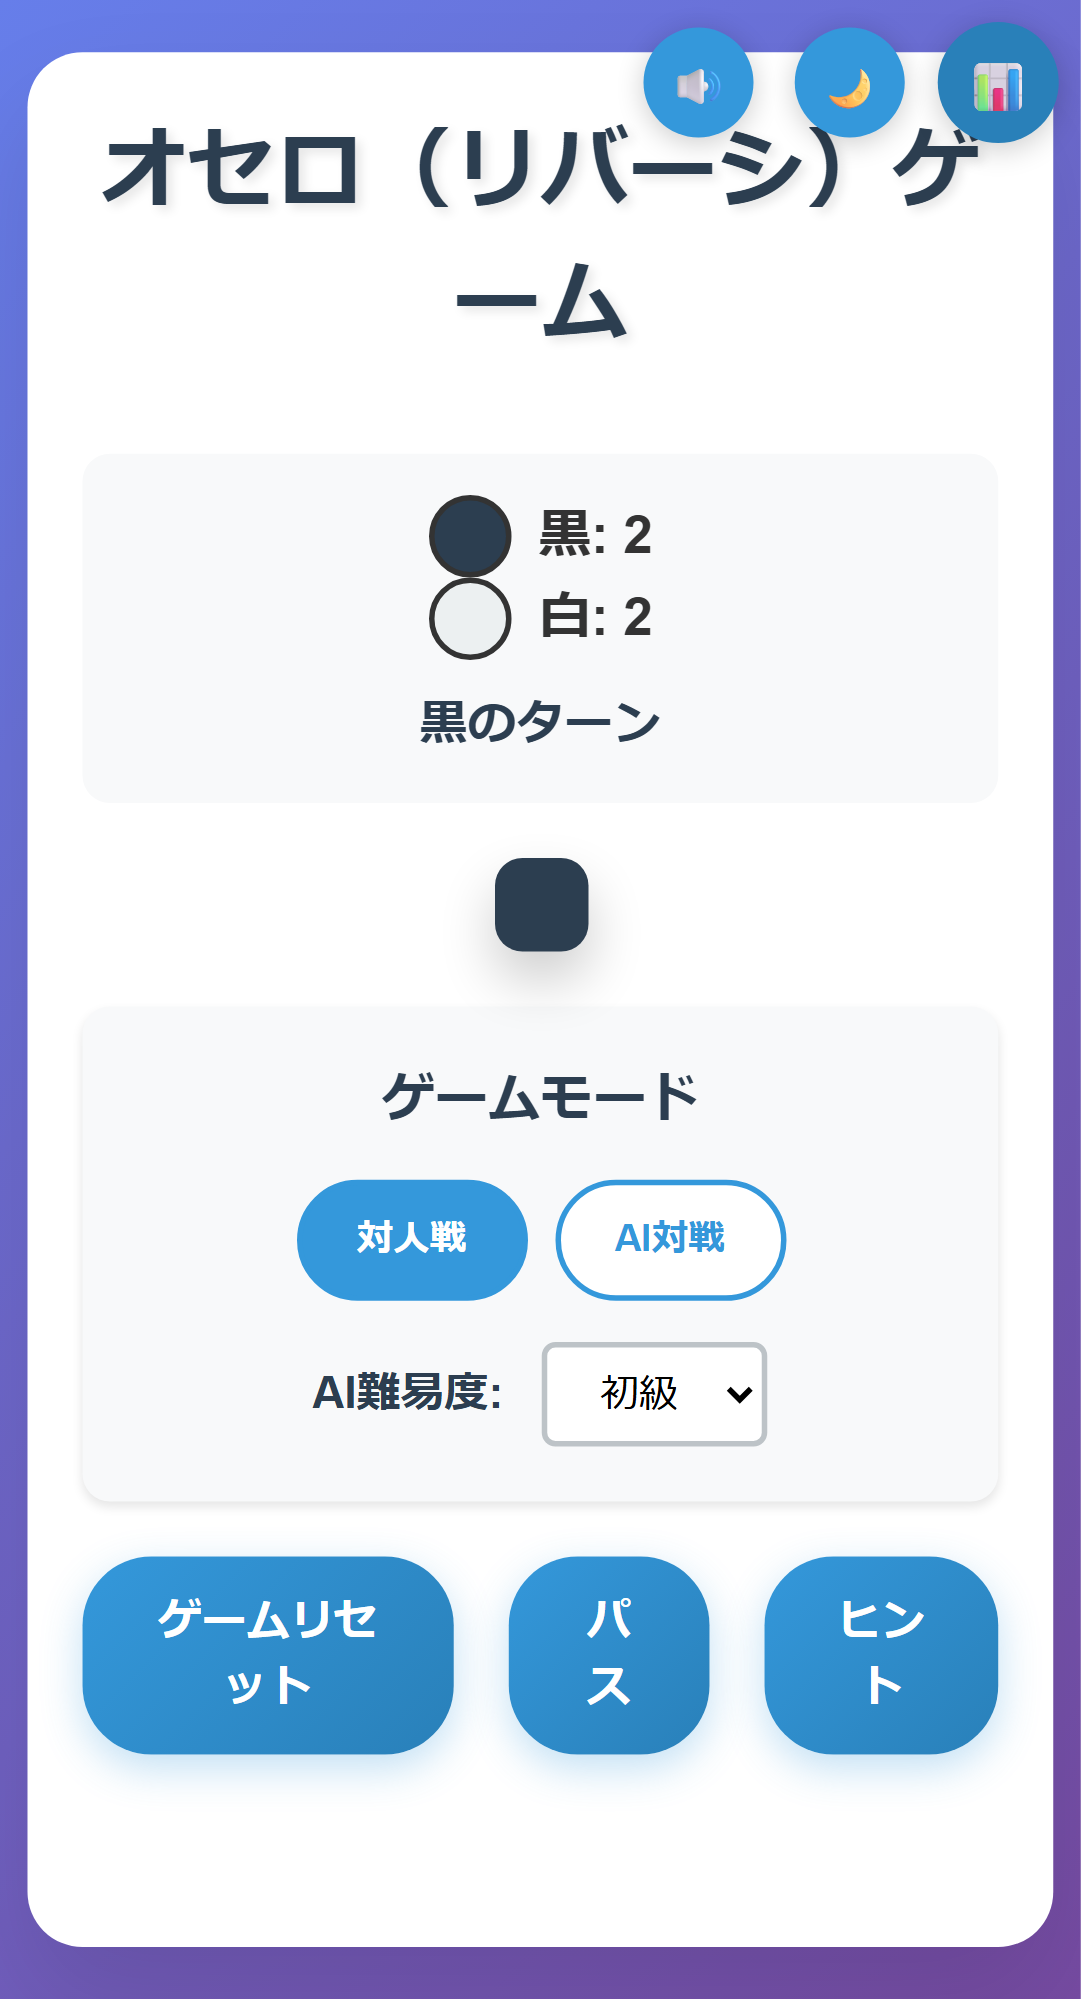 オセロ（リバーシ）ゲ
ーム
黒: 2
白: 2
黒のターン
ゲームモード
対人戦
AI対戦
AI難易度:
初級
ゲームリセ
ット
パ
ス
ヒン
ト